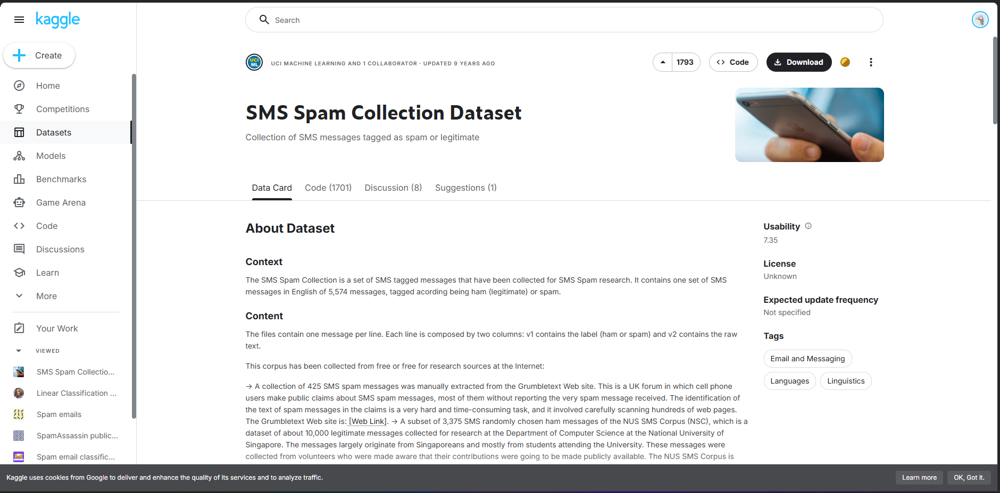 kaggle
Search
Create
Home
Competitions
Datasets
Models
Benchmarks
Game Arena
Code
Discussions
Learn
More
Your Work
VIEWED
SMS Spam Collectio...
Linear Classification ...
Spam emails
SpamAssassin public...
Spam email classific...
UCI
ML
UCI MACHINE LEARNING AND 1 COLLABORATOR · UPDATED 9 YEARS AGO
1793
<> Code
Download
SMS Spam Collection Dataset
Collection of SMS messages tagged as spam or legitimate
Data Card
Code (1701)
Discussion (8)
Suggestions (1)
About Dataset
Context
The SMS Spam Collection is a set of SMS tagged messages that have been collected for SMS Spam research. It contains one set of SMS
messages in English of 5,574 messages, tagged acording being ham (legitimate) or spam.
Content
The files contain one message per line. Each line is composed by two columns: v1 contains the label (ham or spam) and v2 contains the raw
text.
This corpus has been collected from free or free for research sources at the Internet:
→ A collection of 425 SMS spam messages was manually extracted from the Grumbletext Web site. This is a UK forum in which cell phone
users make public claims about SMS spam messages, most of them without reporting the very spam message received. The identification of
the text of spam messages in the claims is a very hard and time-consuming task, and it involved carefully scanning hundreds of web pages.
The Grumbletext Web site is: [Web Link]. → A subset of 3,375 SMS randomly chosen ham messages of the NUS SMS Corpus (NSC), which is a
dataset of about 10,000 legitimate messages collected for research at the Department of Computer Science at the National University of
Singapore. The messages largely originate from Singaporeans and mostly from students attending the University. These messages were
collected from volunteers who were made aware that their contributions were going to be made publicly available. The NUS SMS Corpus is
Usability
7.35
License
Unknown
Expected update frequency
Not specified
Tags
Email and Messaging
Languages
Linguistics
Kaggle uses cookies from Google to deliver and enhance the quality of its services and to analyze traffic.
Learn more
OK, Got it.